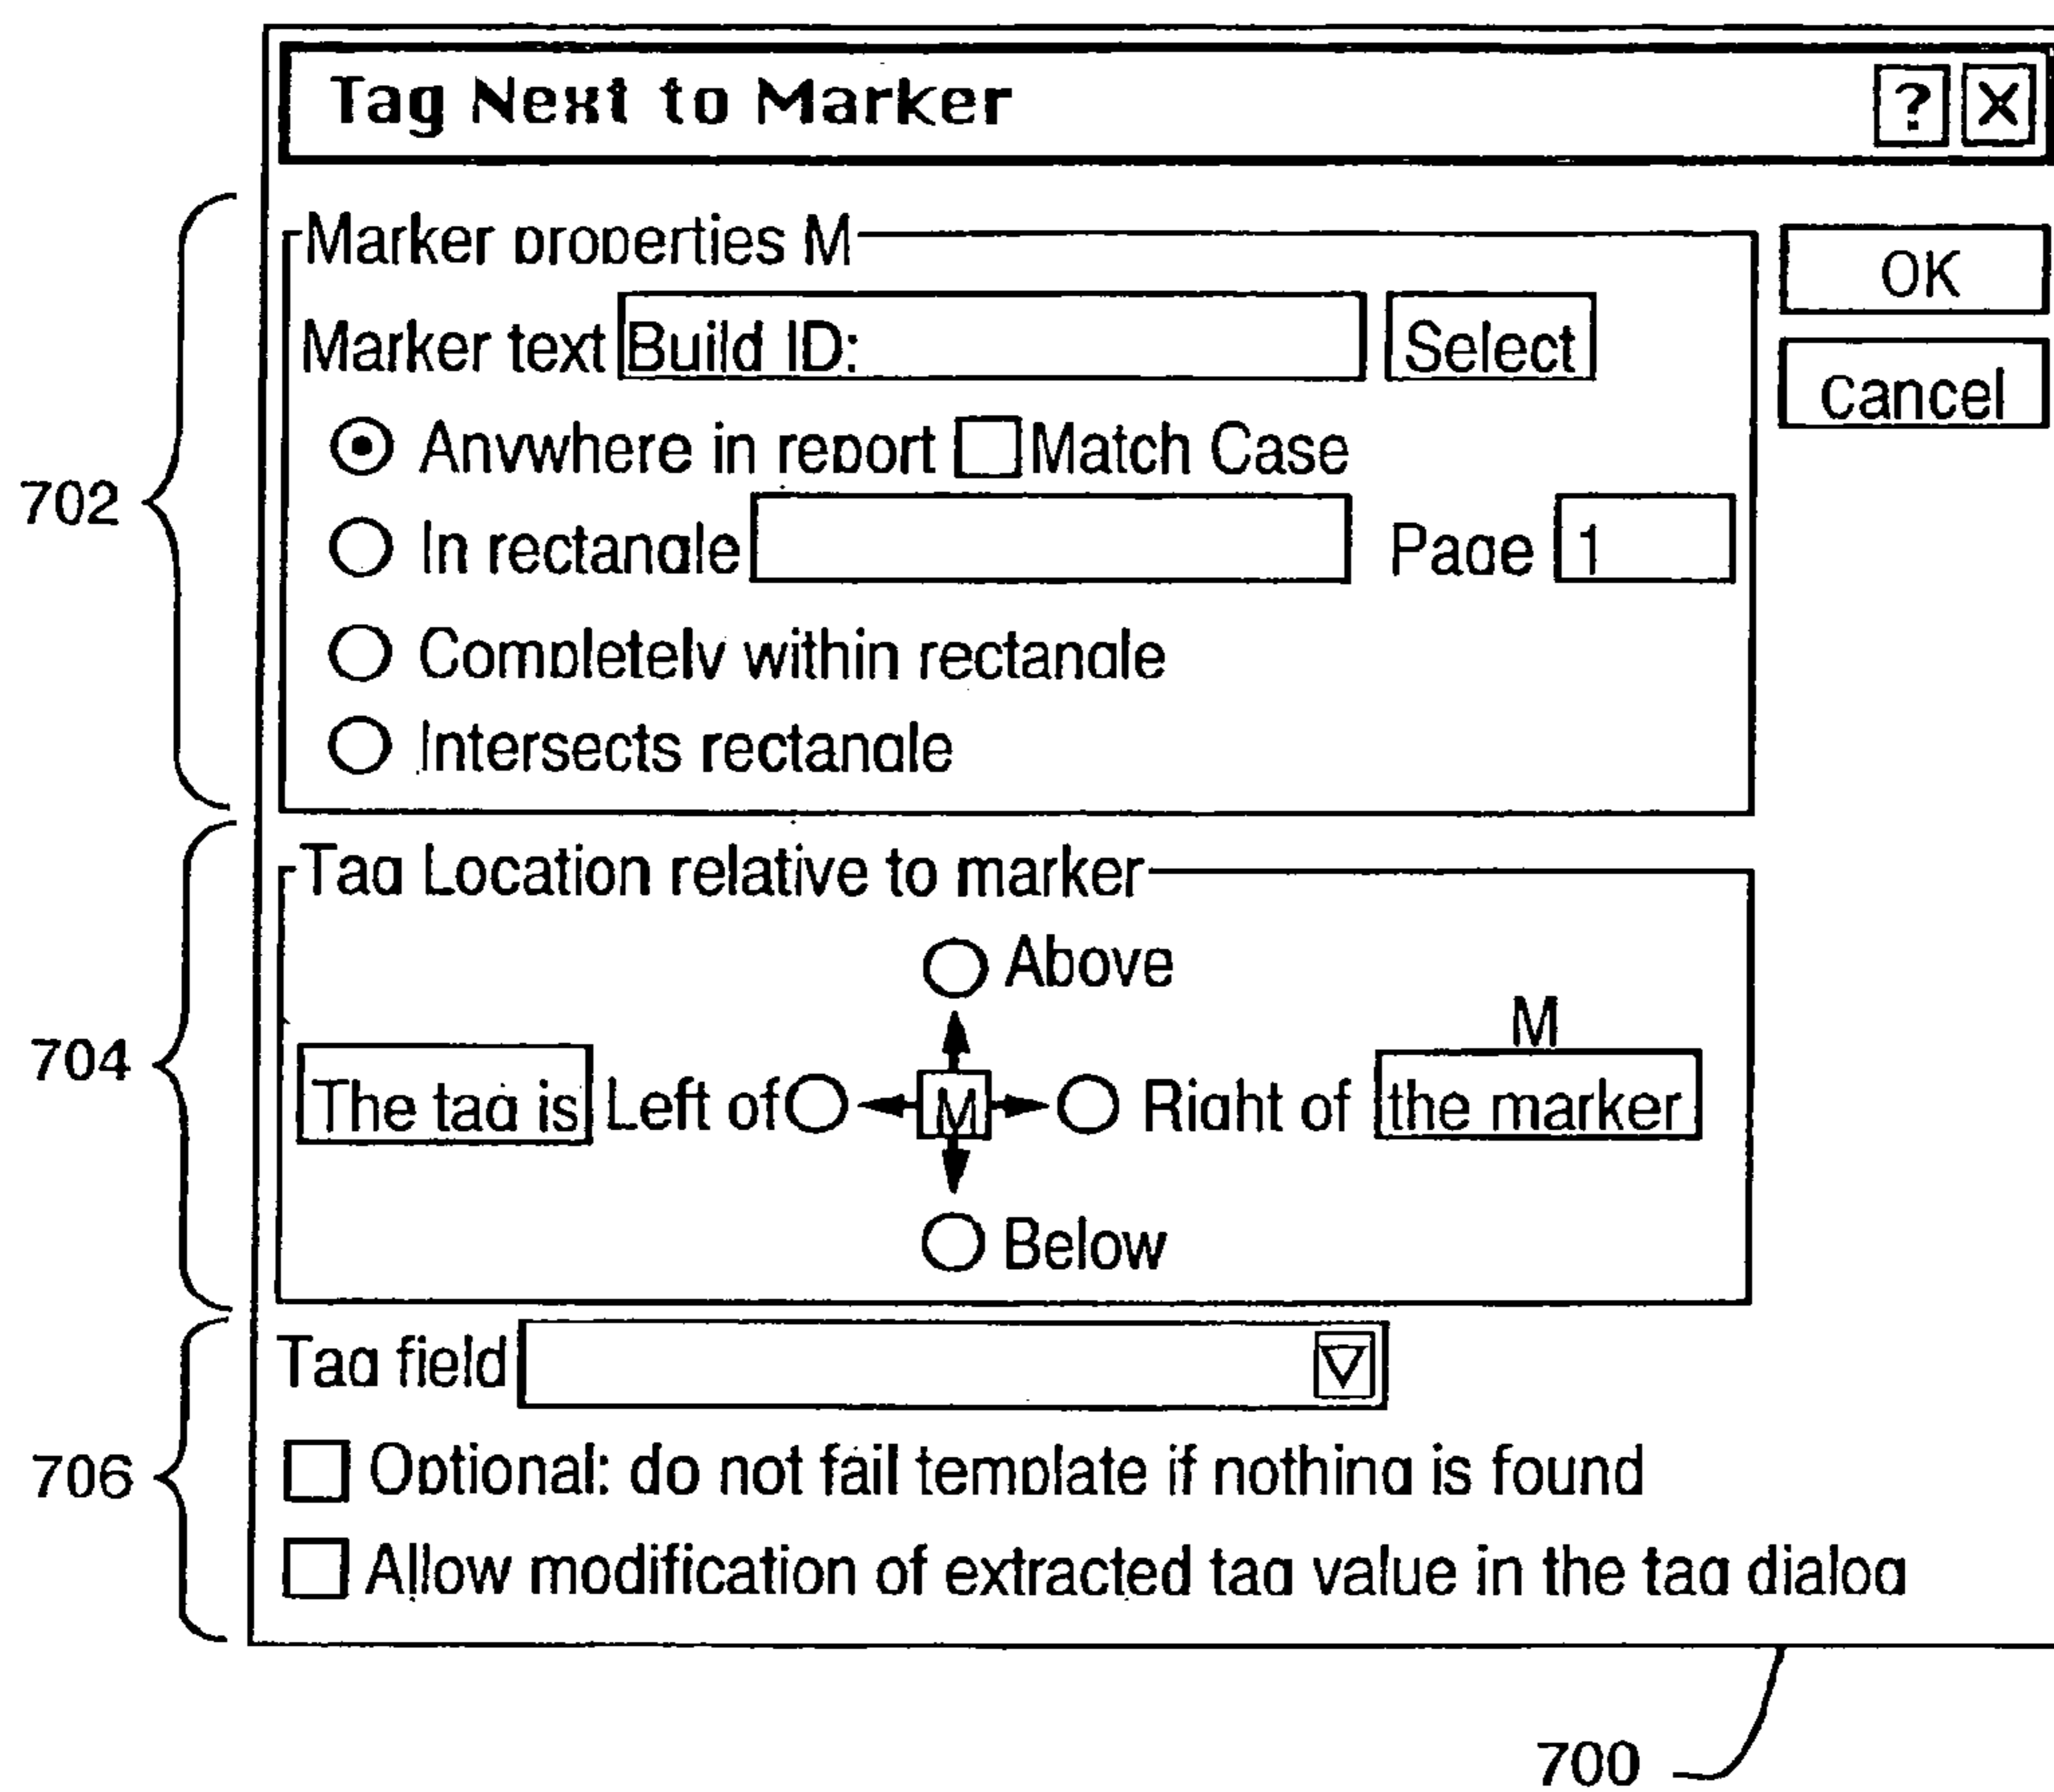 Tag Next to Marker ? X
Marker properties M
OK
Marker text Build ID: Select
Cancel
Anywhere in report Match Case
702
In rectangle Page 1
Completely within rectangle
Intersects rectangle
Tag Location relative to marker
Above
M
704
The tag is Left of M Right of the marker
Below
Tag field
706
Optional: do not fail template if nothing is found
Allow modification of extracted tag value in the tag dialog
700